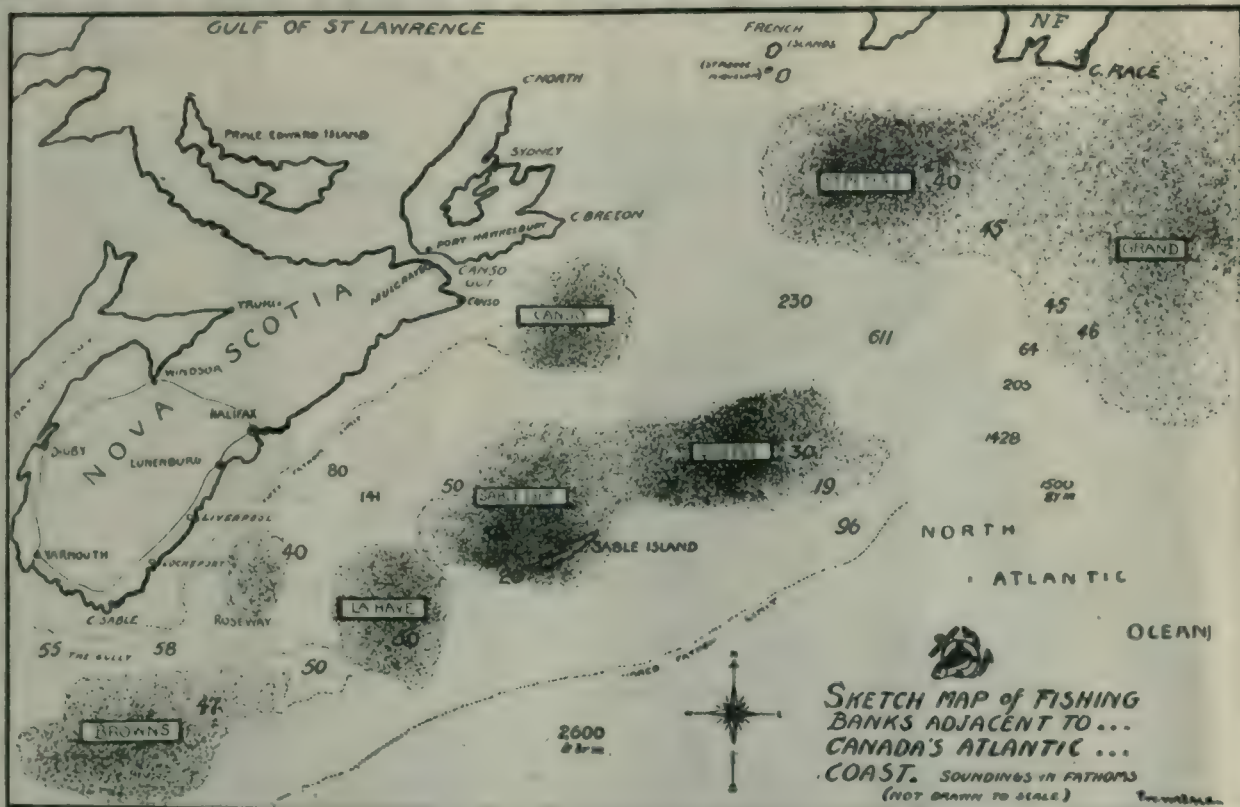 GULF OF ST LAWRENCE
FRENCH
ISLANDS
NF
C. RACE
C NORTH
PRINCE EDWARD ISLAND
SYDNEY
40
C. BRETON
45
GRAND
PORT HAWKESBURY
MULGRAVE
CANSO
GUT
CANSO
TRURO
CANSO
230
45
46
611
64
NOVA SCOTIA
WINDSOR
205
HALIFAX
1428
DIGBY
LUNENBURG
30
80
141
50
19
1500
LIVERPOOL
96
NORTH
40
SABLE ISLAND
YARMOUTH
LOCKEPORT
ATLANTIC
LA HAVE
C. SABLE
ROSEWAY
OCEAN
55
THE GULLY
58
50
47
BROWNS
2600
SKETCH MAP of FISHING
BANKS ADJACENT TO...
CANADA'S ATLANTIC ...
COAST. SOUNDINGS IN FATHOMS
(NOT DRAWN TO SCALE)